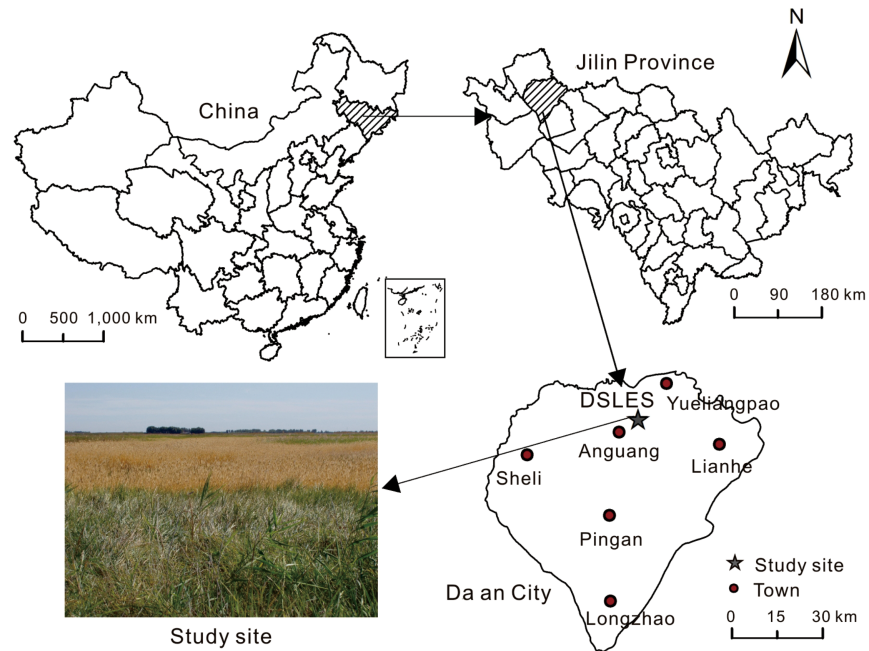 N
Jilin Province
China
0 500 1,000 km
0 90 180 km
DSLES
Yueliangpao
Anguang
Lianhe
Sheli
Pingan
Study site
Town
Da an City
Longzhao
0 15 30 km
Study site